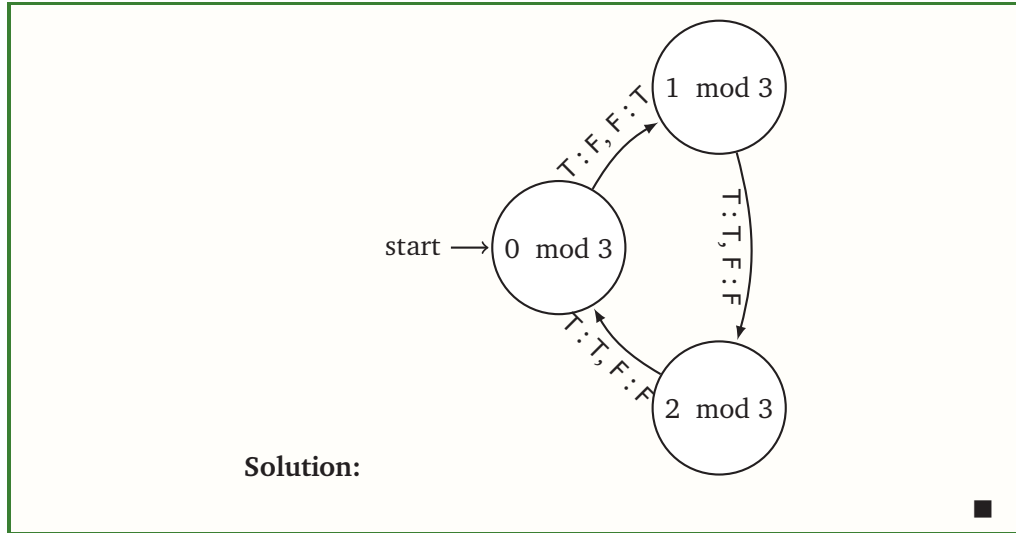 1 mod 3
T : F, F : T
T : T, F : F
start
0 mod 3
T : T, F : F
2 mod 3
Solution: